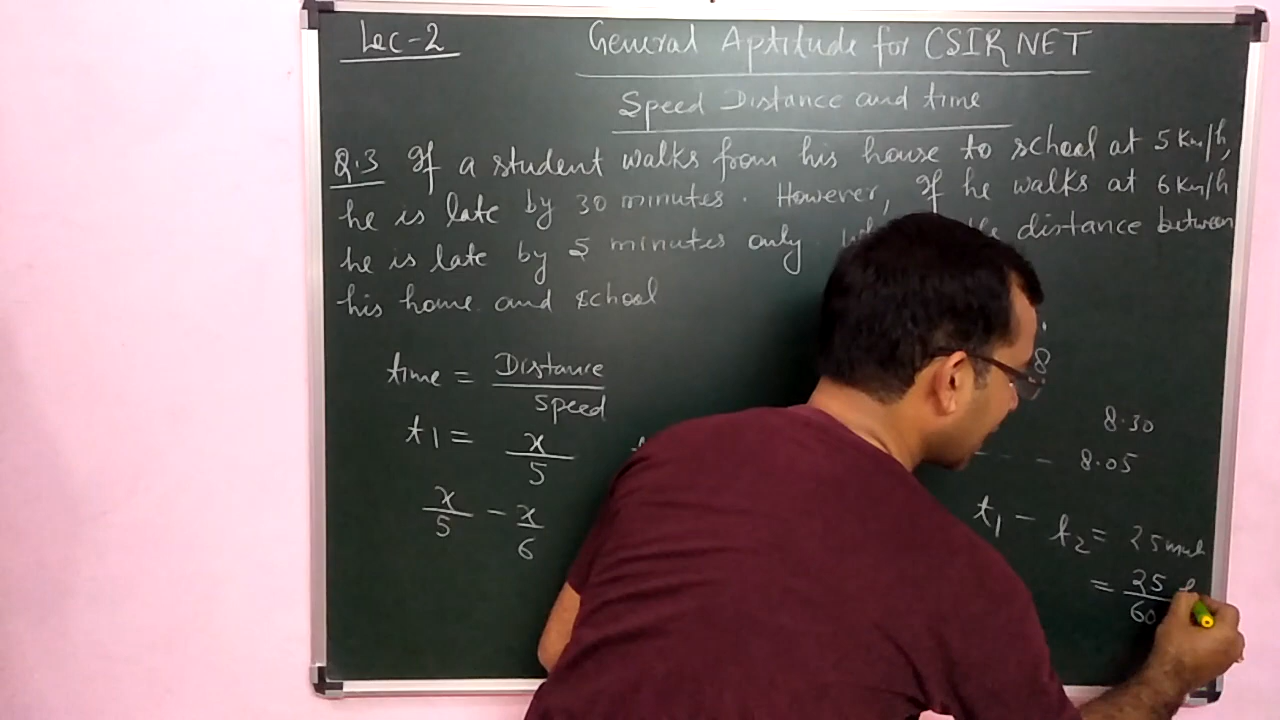 Lec-2
General Aptitude for CSIR NET
Speed Distance and time
Q.3 If a student walks from his house to school at 5 Km/h,
he is late by 30 minutes. However, If he walks at 6 Km/h
he is late by 5 minutes only. distance between
his home and school
time = Distance / Speed
8
8.30
t1 = x/5
- - - 8.05
x/5 - x/6
t1 - t2 = 25
= 25/60